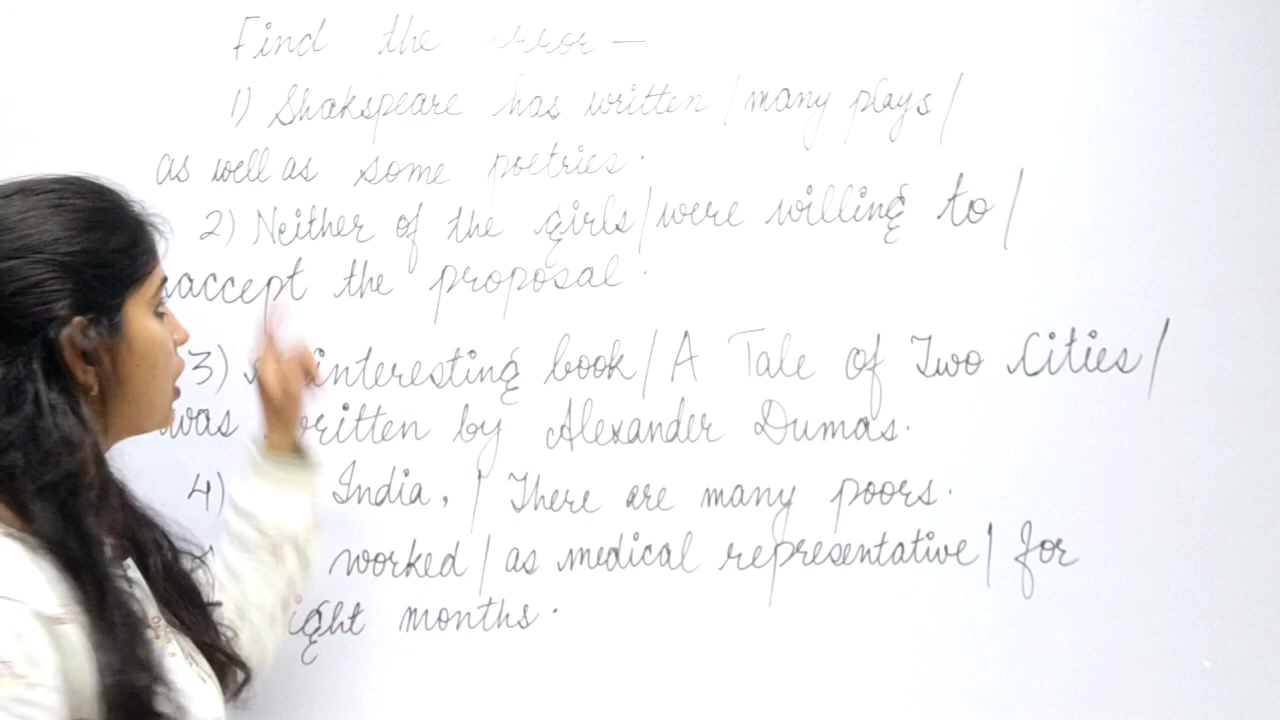 Find the error —
1) Shakspeare has written / many plays /
as well as some poetries.
2) Neither of the girls / were willing to /
accept the proposal.
3) interesting book / A Tale of Two Cities /
was written by Alexander Dumas.
4) India, / There are many poors.
worked / as medical representative / for
months.